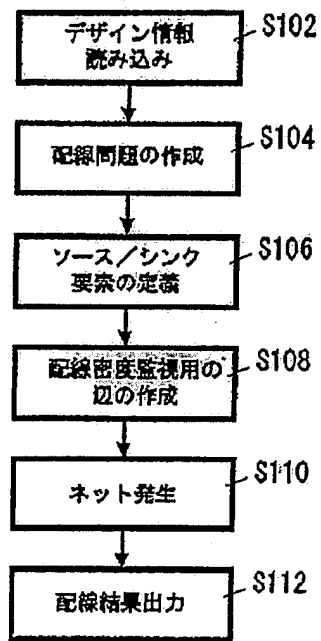 デザイン情報
読み込み
S102
配線問題の作成
S104
ソース／シンク
要素の定義
S106
配線密度監視用の
辺の作成
S108
ネット発生
S110
配線結果出力
S112